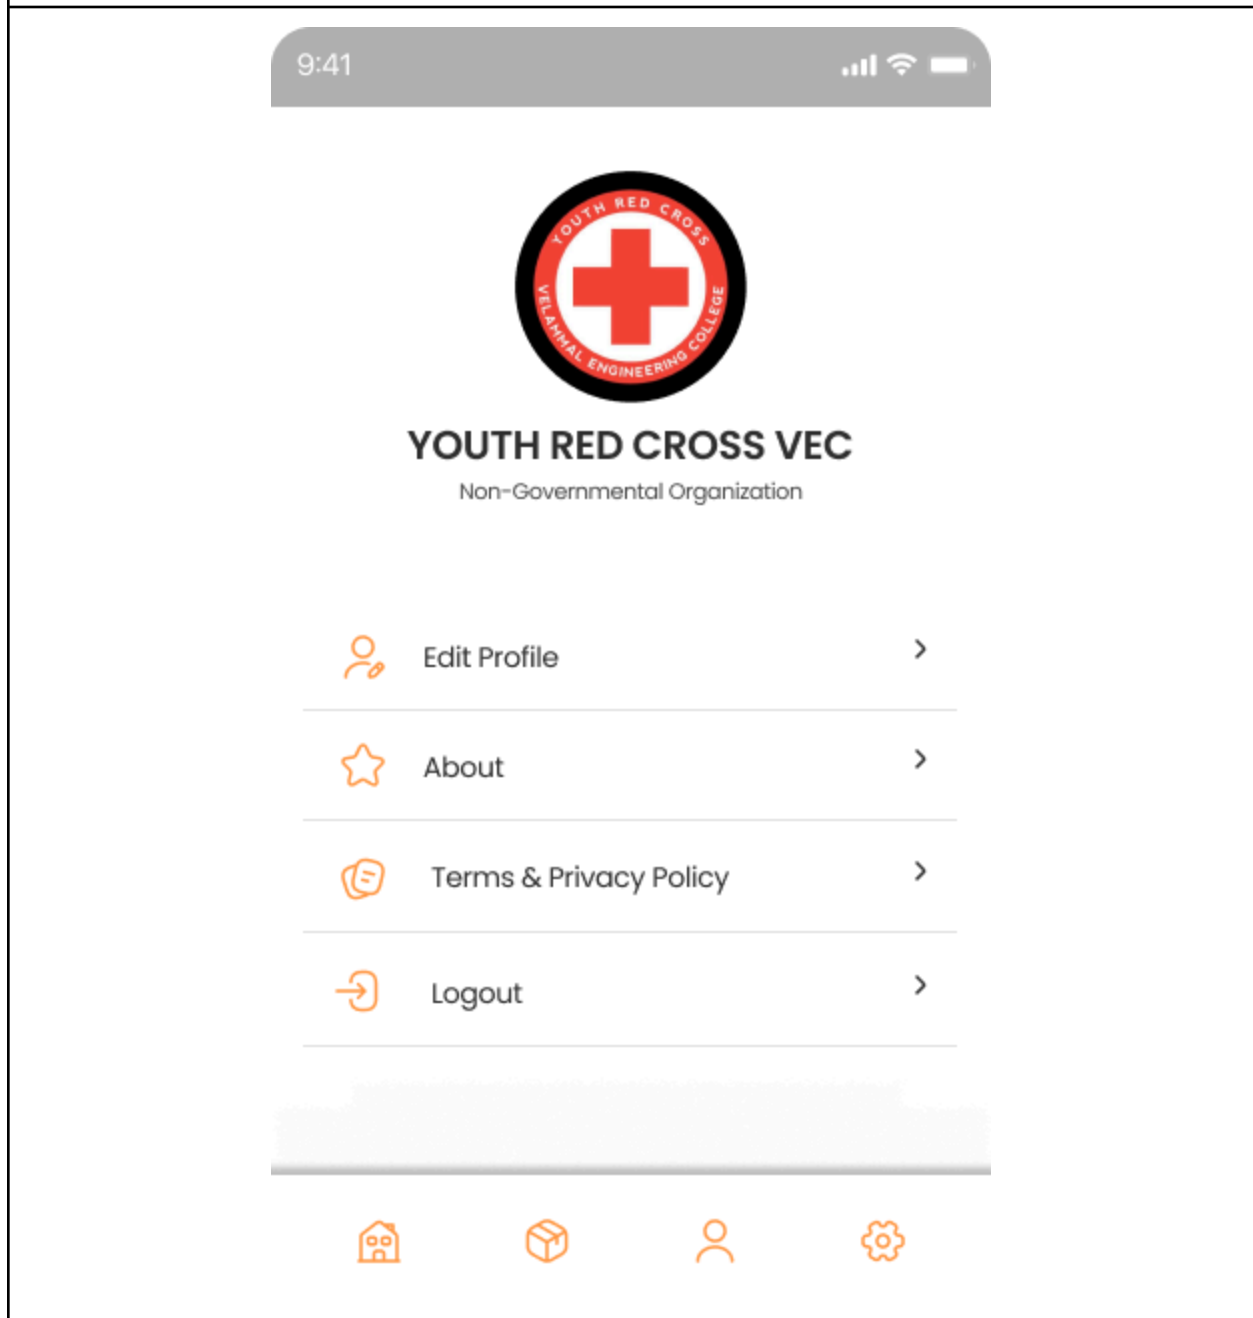 9:41
YOUTH RED CROSS
VELAMMAL ENGINEERING COLLEGE
YOUTH RED CROSS VEC
Non-Governmental Organization
Edit Profile
About
Terms & Privacy Policy
Logout